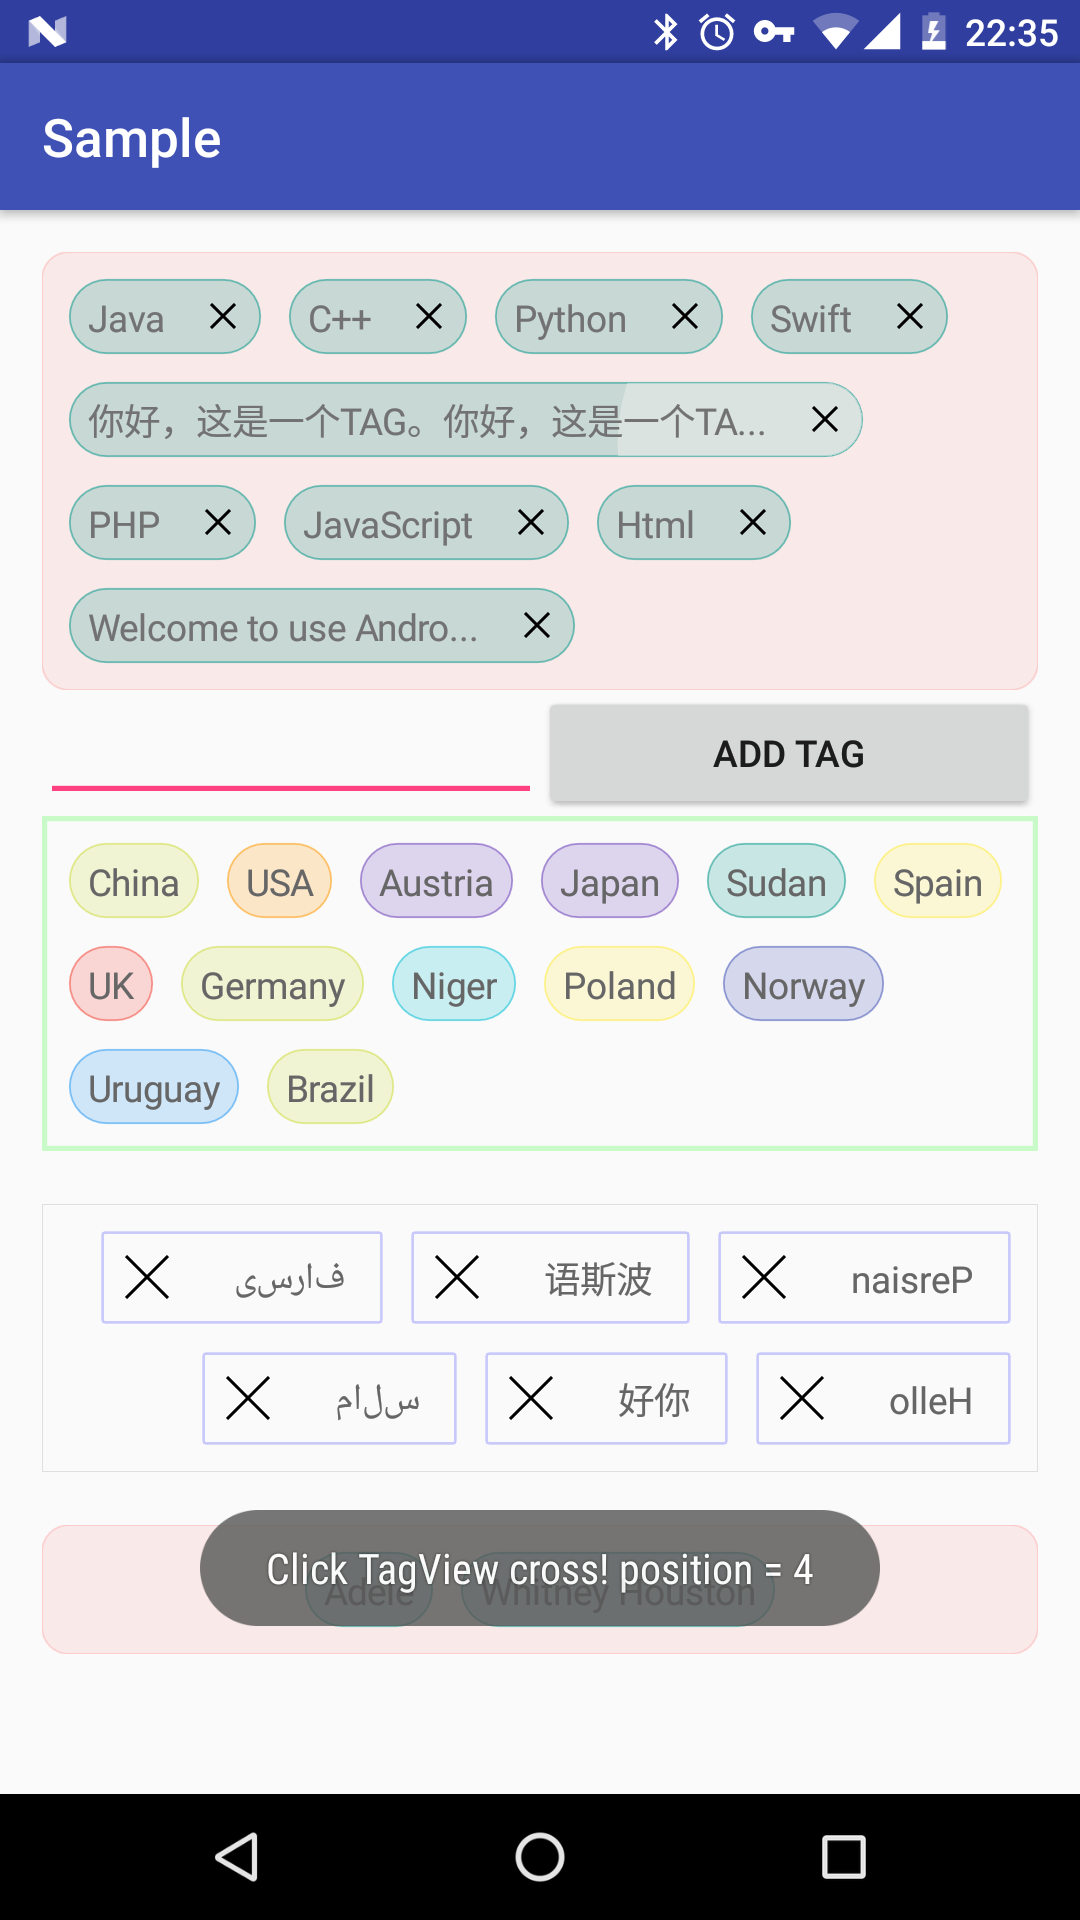 22:35
Sample
Java C++ Python Swift
你好，这是一个TAG。你好，这是一个TA...
PHP JavaScript Html
Welcome to use Andro...
ADD TAG
China USA Austria Japan Sudan Spain
UK Germany Niger Poland Norway
Uruguay Brazil
فارسی 语斯波 naisreP
سلام 好你 olleH
Click TagView cross! position = 4
Adele Whitney Houston